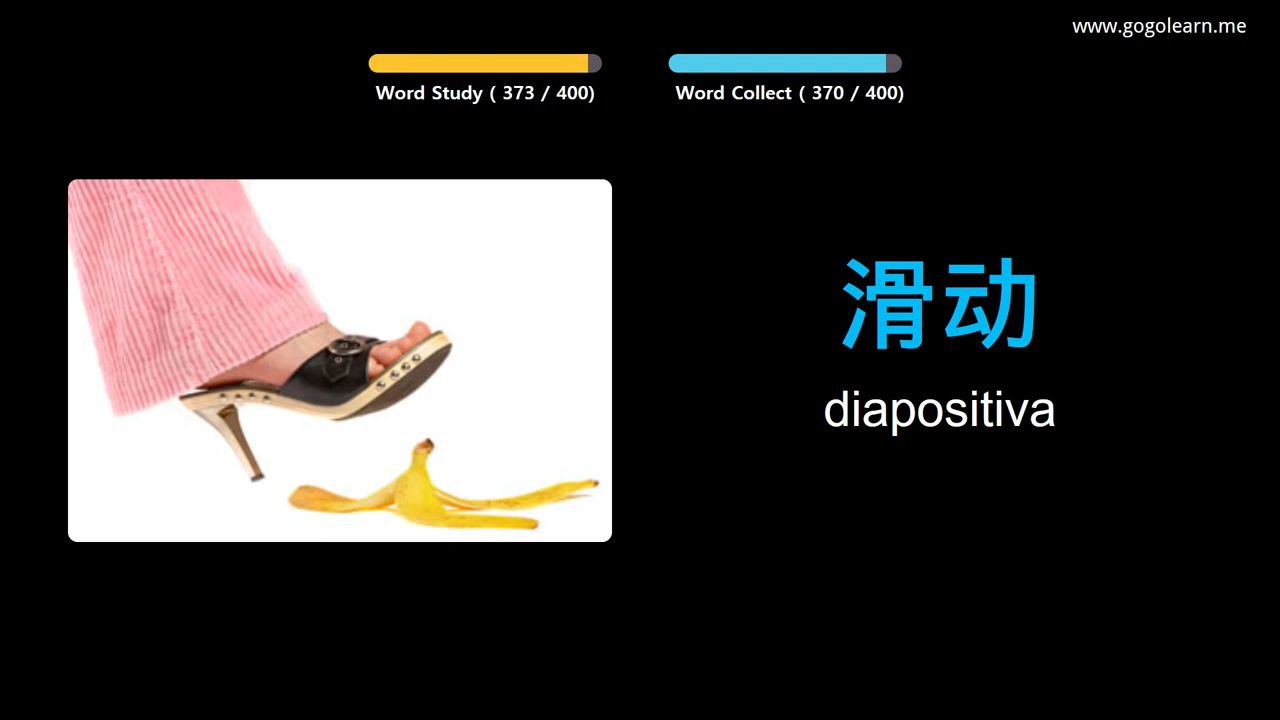 www.gogolearn.me
Word Study ( 373 / 400)
Word Collect ( 370 / 400)
滑动
diapositiva